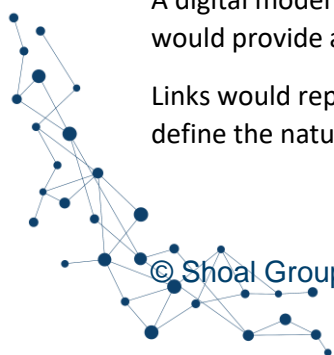 A digital model
would provide a
Links would rep
define the natu
© Shoal Group